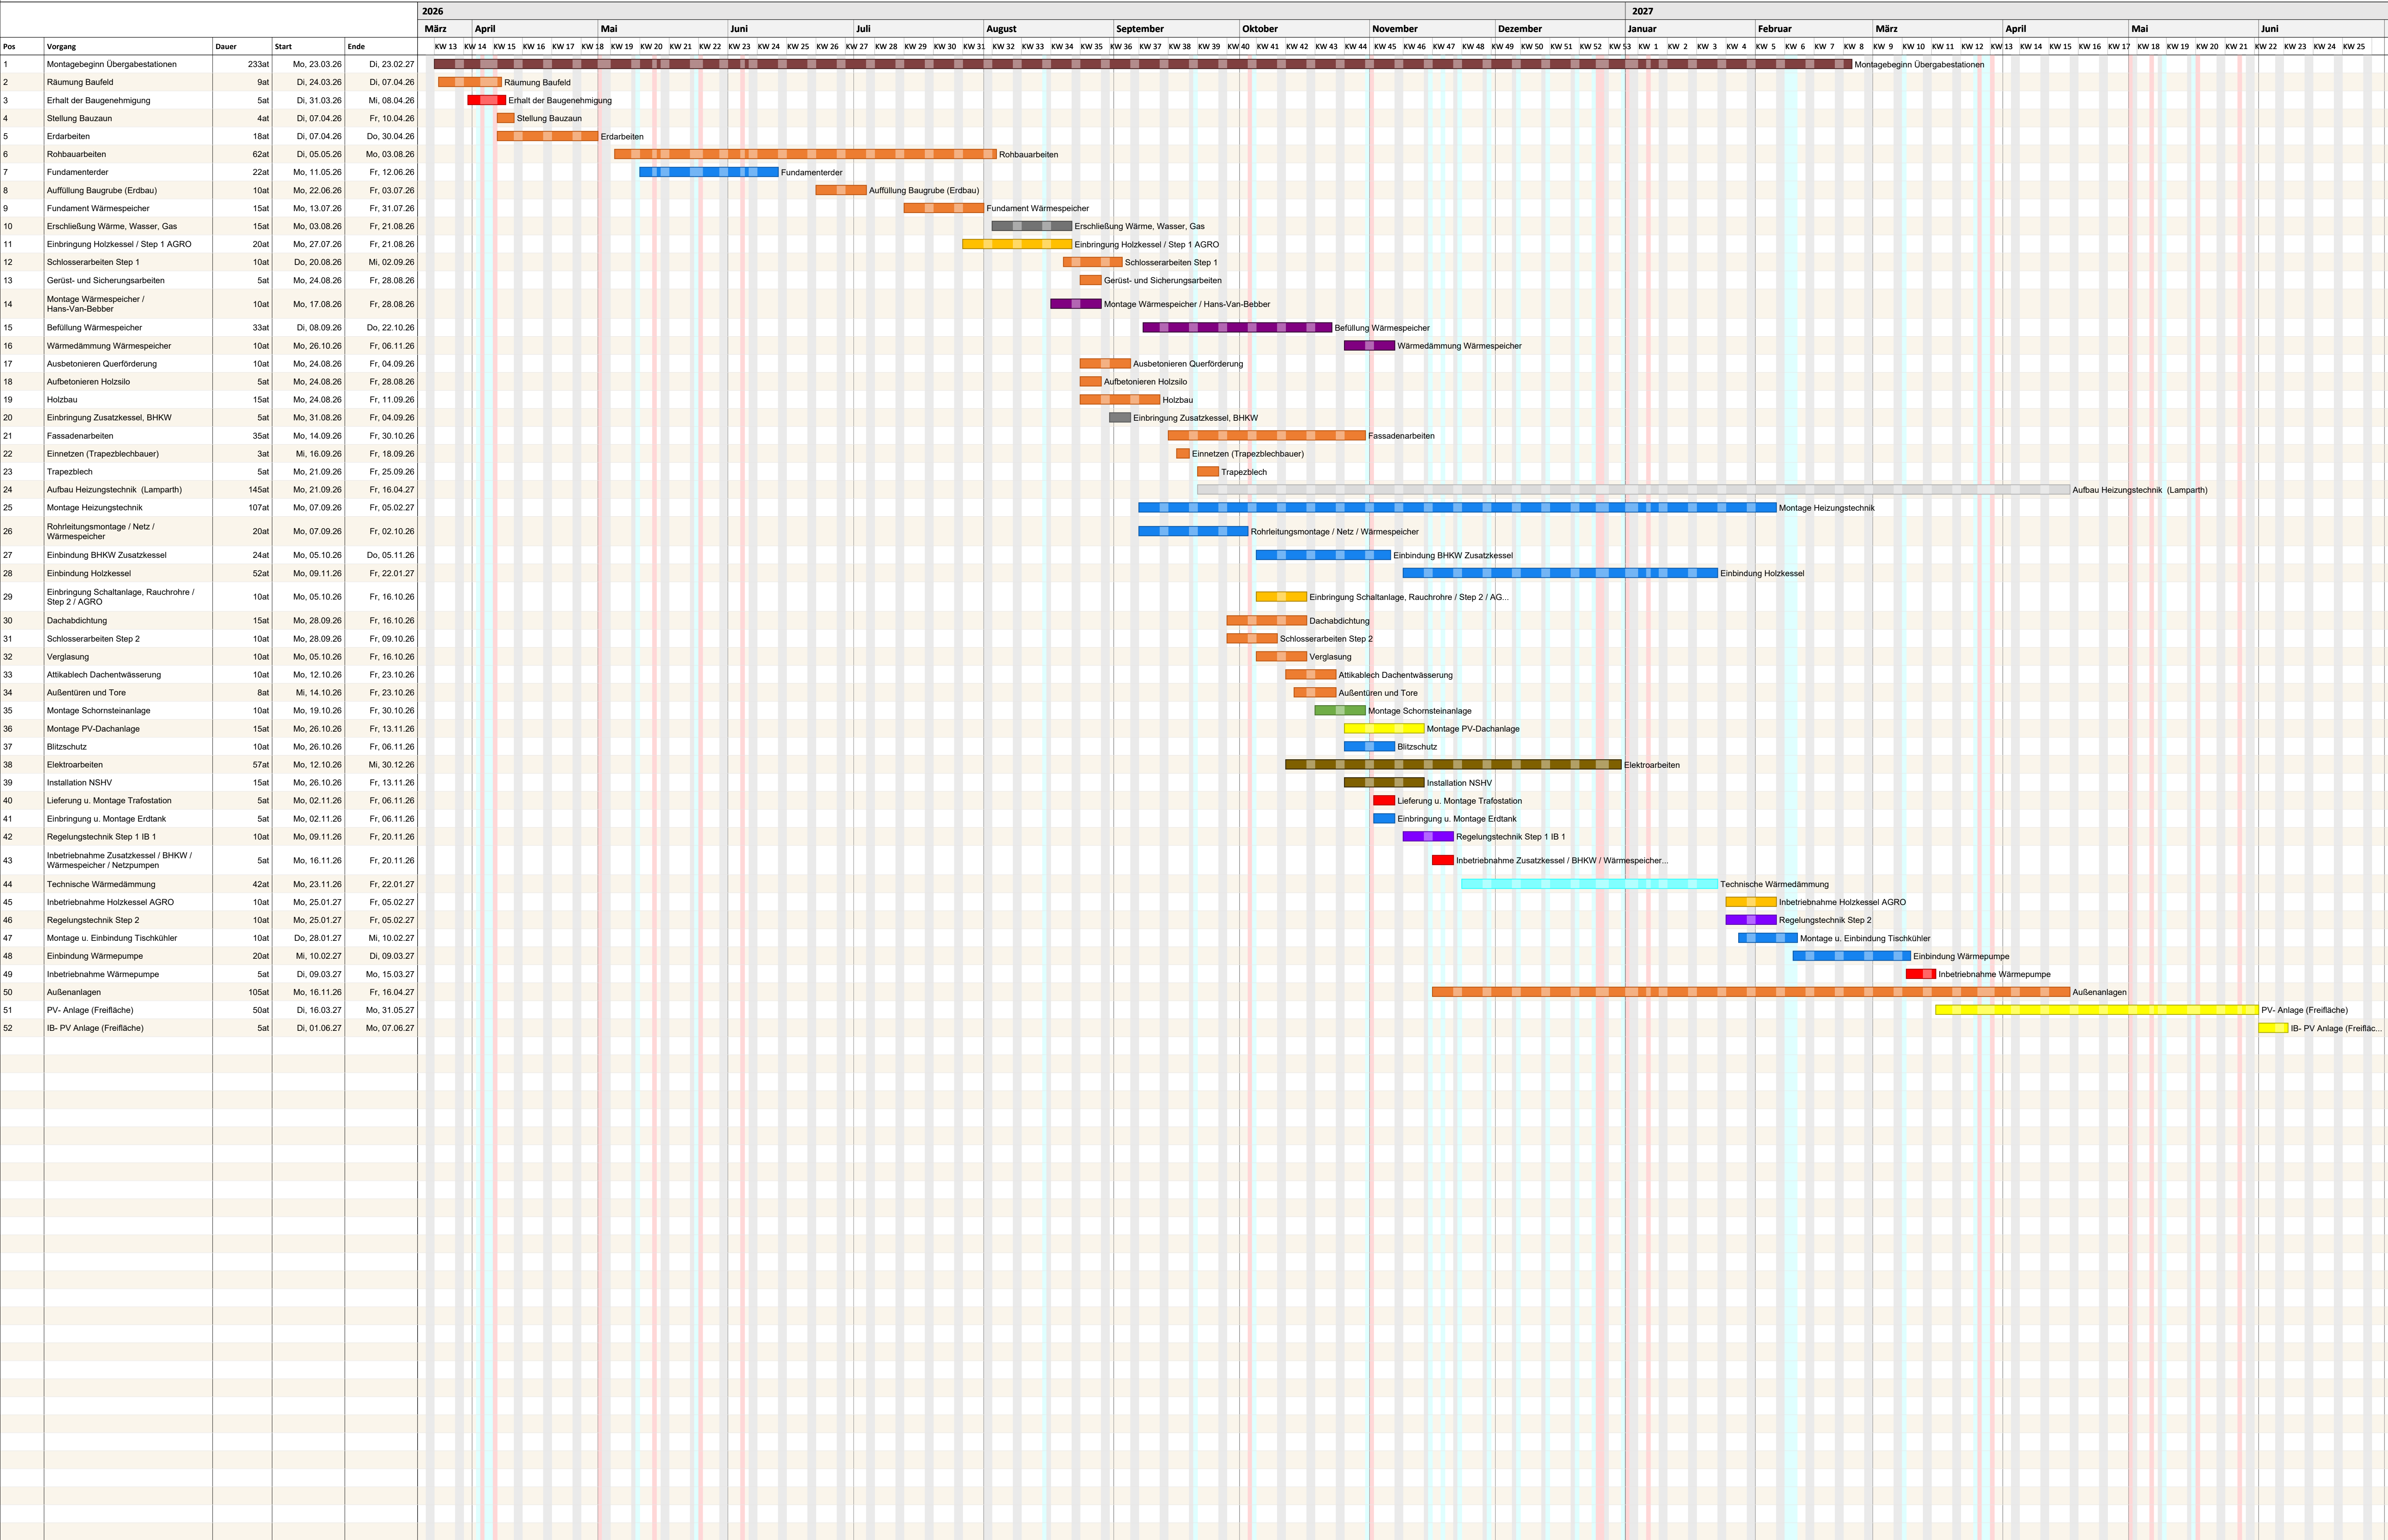 2026 2027
März April Mai Juni Juli August September Oktober November Dezember Januar Februar März April Mai Juni
Pos Vorgang Dauer Start Ende KW 13 KW 14 KW 15 KW 16 KW 17 KW 18 KW 19 KW 20 KW 21 KW 22 KW 23 KW 24 KW 25 KW 26 KW 27 KW 28 KW 29 KW 30 KW 31 KW 32 KW 33 KW 34 KW 35 KW 36 KW 37 KW 38 KW 39 KW 40 KW 41 KW 42 KW 43 KW 44 KW 45 KW 46 KW 47 KW 48 KW 49 KW 50 KW 51 KW 52 KW 53 KW 1 KW 2 KW 3 KW 4 KW 5 KW 6 KW 7 KW 8 KW 9 KW 10 KW 11 KW 12 KW 13 KW 14 KW 15 KW 16 KW 17 KW 18 KW 19 KW 20 KW 21 KW 22 KW 23 KW 24 KW 25
1 Montagebeginn Übergabestationen 233at Mo, 23.03.26 Di, 23.02.27 Montagebeginn Übergabestationen
2 Räumung Baufeld 9at Di, 24.03.26 Di, 07.04.26 Räumung Baufeld
3 Erhalt der Baugenehmigung 5at Di, 31.03.26 Mi, 08.04.26 Erhalt der Baugenehmigung
4 Stellung Bauzaun 4at Di, 07.04.26 Fr, 10.04.26 Stellung Bauzaun
5 Erdarbeiten 18at Di, 07.04.26 Do, 30.04.26 Erdarbeiten
6 Rohbauarbeiten 62at Di, 05.05.26 Mo, 03.08.26 Rohbauarbeiten
7 Fundamenterder 22at Mo, 11.05.26 Fr, 12.06.26 Fundamenterder
8 Auffüllung Baugrube (Erdbau) 10at Mo, 22.06.26 Fr, 03.07.26 Auffüllung Baugrube (Erdbau)
9 Fundament Wärmespeicher 15at Mo, 13.07.26 Fr, 31.07.26 Fundament Wärmespeicher
10 Erschließung Wärme, Wasser, Gas 15at Mo, 03.08.26 Fr, 21.08.26 Erschließung Wärme, Wasser, Gas
11 Einbringung Holzkessel / Step 1 AGRO 20at Mo, 27.07.26 Fr, 21.08.26 Einbringung Holzkessel / Step 1 AGRO
12 Schlosserarbeiten Step 1 10at Do, 20.08.26 Mi, 02.09.26 Schlosserarbeiten Step 1
13 Gerüst- und Sicherungsarbeiten 5at Mo, 24.08.26 Fr, 28.08.26 Gerüst- und Sicherungsarbeiten
14 Montage Wärmespeicher /
Hans-Van-Bebber 10at Mo, 17.08.26 Fr, 28.08.26 Montage Wärmespeicher / Hans-Van-Bebber
15 Befüllung Wärmespeicher 33at Di, 08.09.26 Do, 22.10.26 Befüllung Wärmespeicher
16 Wärmedämmung Wärmespeicher 10at Mo, 26.10.26 Fr, 06.11.26 Wärmedämmung Wärmespeicher
17 Ausbetonieren Querförderung 10at Mo, 24.08.26 Fr, 04.09.26 Ausbetonieren Querförderung
18 Aufbetonieren Holzsilo 5at Mo, 24.08.26 Fr, 28.08.26 Aufbetonieren Holzsilo
19 Holzbau 15at Mo, 24.08.26 Fr, 11.09.26 Holzbau
20 Einbringung Zusatzkessel, BHKW 5at Mo, 31.08.26 Fr, 04.09.26 Einbringung Zusatzkessel, BHKW
21 Fassadenarbeiten 35at Mo, 14.09.26 Fr, 30.10.26 Fassadenarbeiten
22 Einnetzen (Trapezblechbauer) 3at Mi, 16.09.26 Fr, 18.09.26 Einnetzen (Trapezblechbauer)
23 Trapezblech 5at Mo, 21.09.26 Fr, 25.09.26 Trapezblech
24 Aufbau Heizungstechnik (Lamparth) 145at Mo, 21.09.26 Fr, 16.04.27 Aufbau Heizungstechnik (Lamparth)
25 Montage Heizungstechnik 107at Mo, 07.09.26 Fr, 05.02.27 Montage Heizungstechnik
26 Rohrleitungsmontage / Netz /
Wärmespeicher 20at Mo, 07.09.26 Fr, 02.10.26 Rohrleitungsmontage / Netz / Wärmespeicher
27 Einbindung BHKW Zusatzkessel 24at Mo, 05.10.26 Do, 05.11.26 Einbindung BHKW Zusatzkessel
28 Einbindung Holzkessel 52at Mo, 09.11.26 Fr, 22.01.27 Einbindung Holzkessel
29 Einbringung Schaltanlage, Rauchrohre /
Step 2 / AGRO 10at Mo, 05.10.26 Fr, 16.10.26 Einbringung Schaltanlage, Rauchrohre / Step 2 / AG...
30 Dachabdichtung 15at Mo, 28.09.26 Fr, 16.10.26 Dachabdichtung
31 Schlosserarbeiten Step 2 10at Mo, 28.09.26 Fr, 09.10.26 Schlosserarbeiten Step 2
32 Verglasung 10at Mo, 05.10.26 Fr, 16.10.26 Verglasung
33 Attikablech Dachentwässerung 10at Mo, 12.10.26 Fr, 23.10.26 Attikablech Dachentwässerung
34 Außentüren und Tore 8at Mi, 14.10.26 Fr, 23.10.26 Außentüren und Tore
35 Montage Schornsteinanlage 10at Mo, 19.10.26 Fr, 30.10.26 Montage Schornsteinanlage
36 Montage PV-Dachanlage 15at Mo, 26.10.26 Fr, 13.11.26 Montage PV-Dachanlage
37 Blitzschutz 10at Mo, 26.10.26 Fr, 06.11.26 Blitzschutz
38 Elektroarbeiten 57at Mo, 12.10.26 Mi, 30.12.26 Elektroarbeiten
39 Installation NSHV 15at Mo, 26.10.26 Fr, 13.11.26 Installation NSHV
40 Lieferung u. Montage Trafostation 5at Mo, 02.11.26 Fr, 06.11.26 Lieferung u. Montage Trafostation
41 Einbringung u. Montage Erdtank 5at Mo, 02.11.26 Fr, 06.11.26 Einbringung u. Montage Erdtank
42 Regelungstechnik Step 1 IB 1 10at Mo, 09.11.26 Fr, 20.11.26 Regelungstechnik Step 1 IB 1
43 Inbetriebnahme Zusatzkessel / BHKW /
Wärmespeicher / Netzpumpen 5at Mo, 16.11.26 Fr, 20.11.26 Inbetriebnahme Zusatzkessel / BHKW / Wärmespeicher...
44 Technische Wärmedämmung 42at Mo, 23.11.26 Fr, 22.01.27 Technische Wärmedämmung
45 Inbetriebnahme Holzkessel AGRO 10at Mo, 25.01.27 Fr, 05.02.27 Inbetriebnahme Holzkessel AGRO
46 Regelungstechnik Step 2 10at Mo, 25.01.27 Fr, 05.02.27 Regelungstechnik Step 2
47 Montage u. Einbindung Tischkühler 10at Do, 28.01.27 Mi, 10.02.27 Montage u. Einbindung Tischkühler
48 Einbindung Wärmepumpe 20at Mi, 10.02.27 Di, 09.03.27 Einbindung Wärmepumpe
49 Inbetriebnahme Wärmepumpe 5at Di, 09.03.27 Mo, 15.03.27 Inbetriebnahme Wärmepumpe
50 Außenanlagen 105at Mo, 16.11.26 Fr, 16.04.27 Außenanlagen
51 PV- Anlage (Freifläche) 50at Di, 16.03.27 Mo, 31.05.27 PV- Anlage (Freifläche)
52 IB- PV Anlage (Freifläche) 5at Di, 01.06.27 Mo, 07.06.27 IB- PV Anlage (Freifläc...